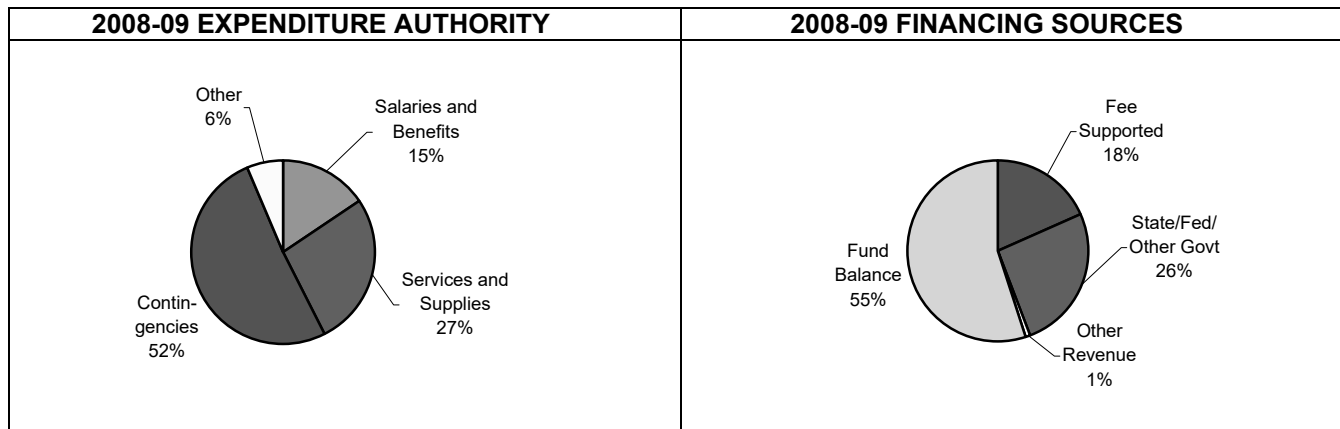 2008-09 EXPENDITURE AUTHORITY
Other
6%
Salaries and
Benefits
15%
Services and
Supplies
27%
Contin-
gencies
52%
2008-09 FINANCING SOURCES
Fee
Supported
18%
State/Fed/
Other Govt
26%
Other
Revenue
1%
Fund
Balance
55%